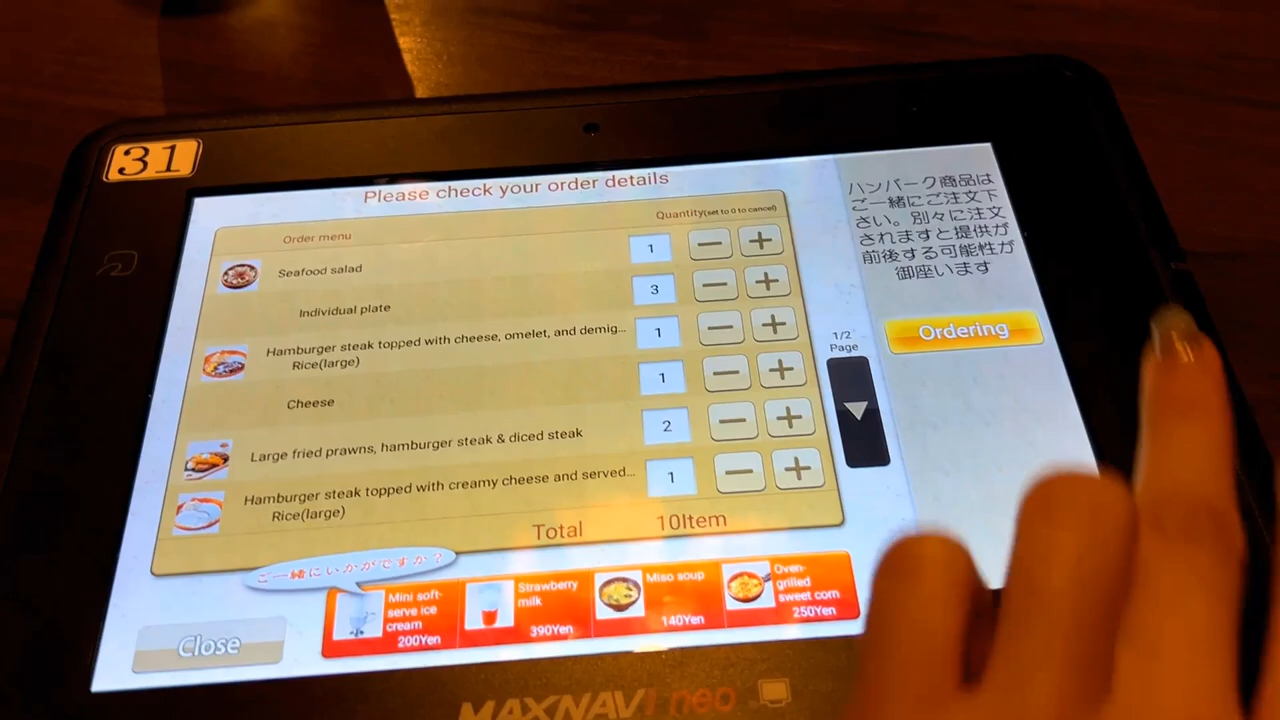 31
Please check your order details
Order menu
Quantity(set to 0 to cancel)
Seafood salad
1
Individual plate
3
Hamburger steak topped with cheese, omelet, and demig...
Rice(large)
1
Cheese
1
Large fried prawns, hamburger steak & diced steak
2
Hamburger steak topped with creamy cheese and served...
Rice(large)
1
Total 10Item
1/2
Page
ハンバーク商品は
ご一緒にご注文下
さい。別々に注文
されますと提供が
前後する可能性が
御座います
Ordering
ご一緒にいかがですか？
Mini soft-
serve ice
cream
200Yen
Strawberry
milk
390Yen
Miso soup
140Yen
Oven-
grilled
sweet corn
250Yen
Close
MAXNAVI neo